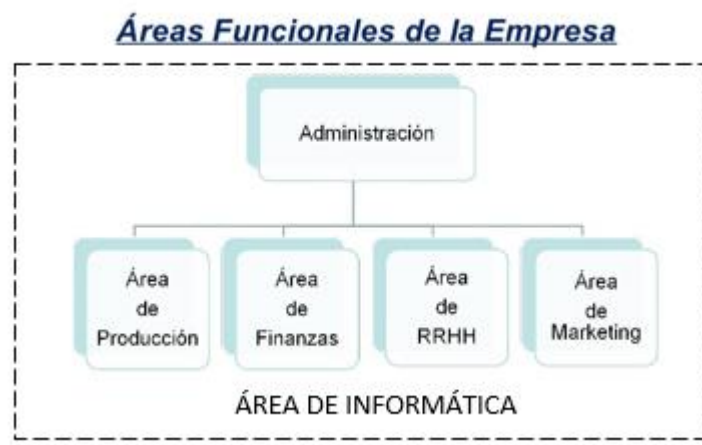 Áreas Funcionales de la Empresa
Administración
Área
de
Producción
Área
de
Finanzas
Área
de
RRHH
Área
de
Marketing
ÁREA DE INFORMÁTICA